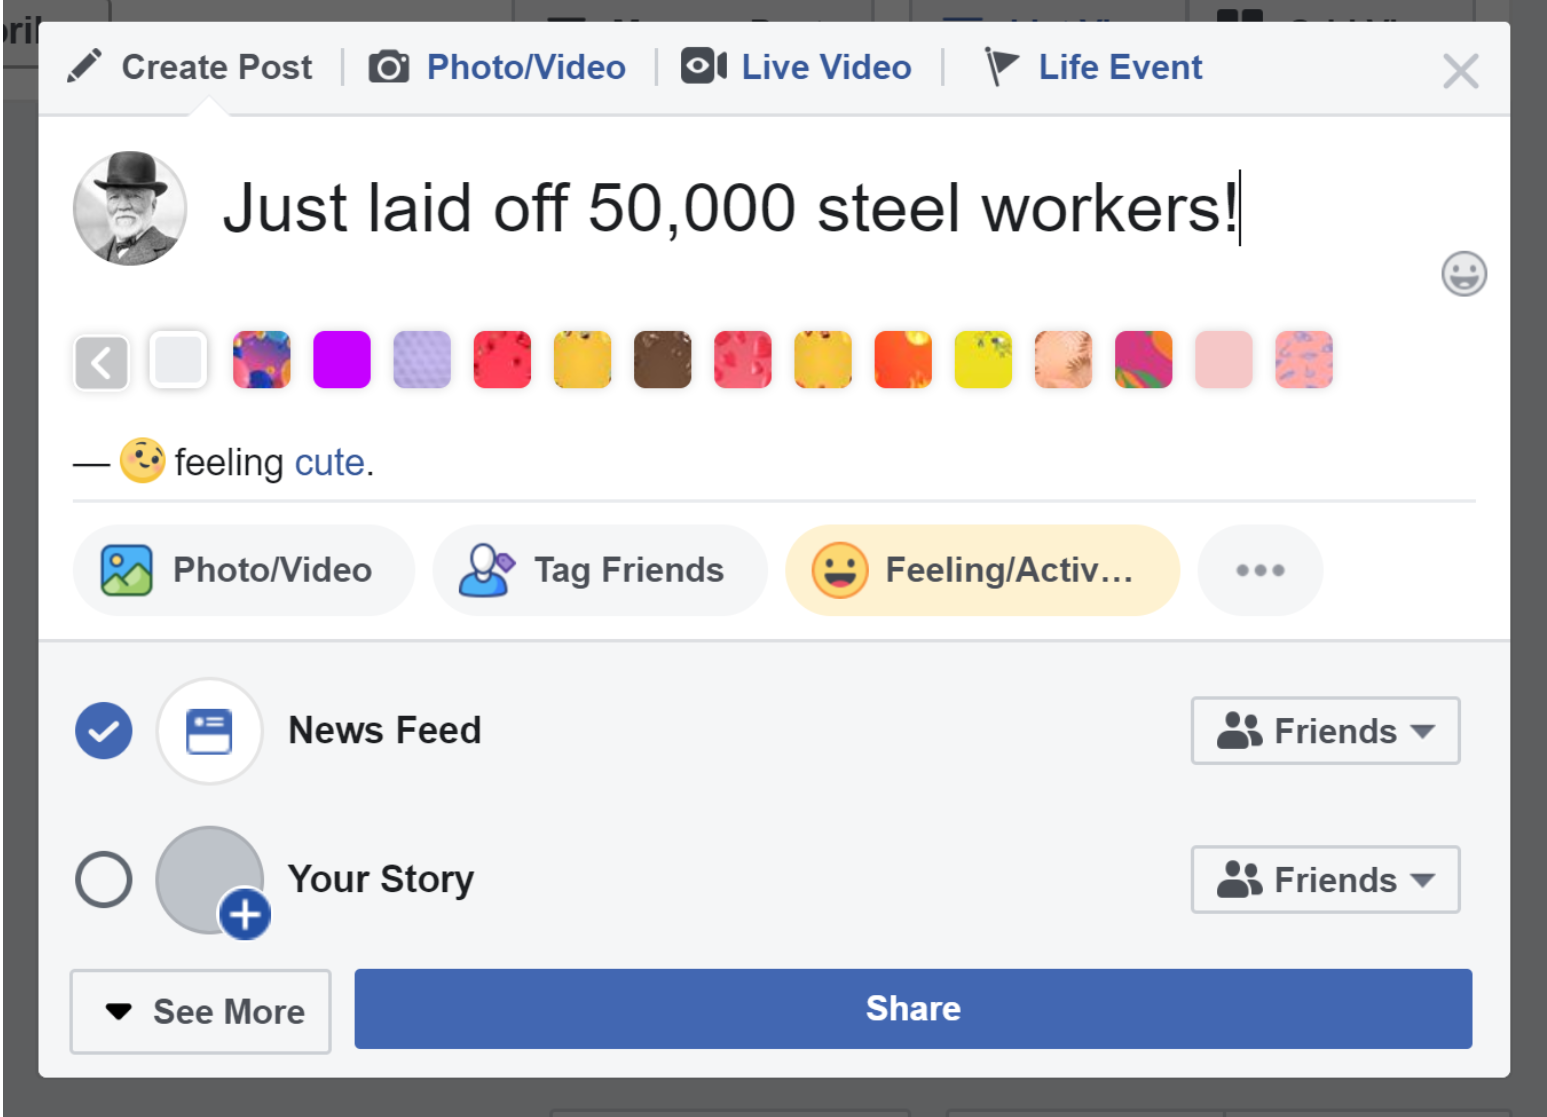 Create Post
Photo/Video
Live Video
Life Event
Just laid off 50,000 steel workers!
— feeling cute.
Photo/Video
Tag Friends
Feeling/Activ...
News Feed
Friends
Your Story
Friends
See More
Share